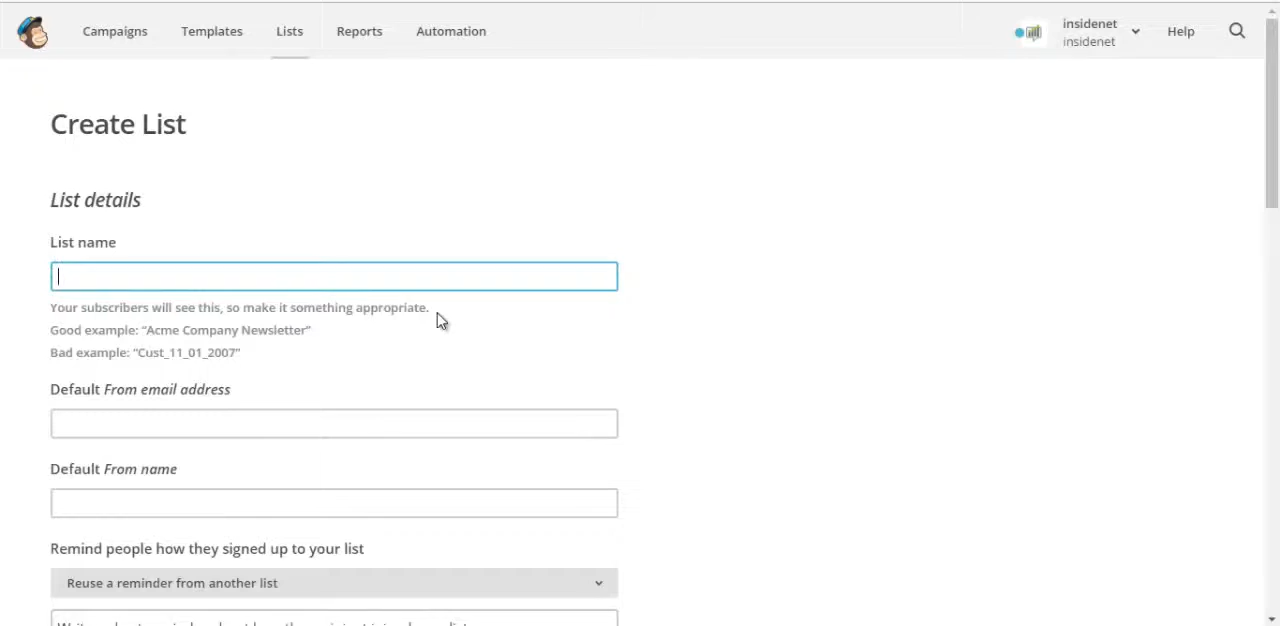 Campaigns Templates Lists Reports Automation insidenet Help
insidenet
Create List
List details
List name
Your subscribers will see this, so make it something appropriate.
Good example: “Acme Company Newsletter”
Bad example: “Cust_11_01_2007”
Default From email address
Default From name
Remind people how they signed up to your list
Reuse a reminder from another list